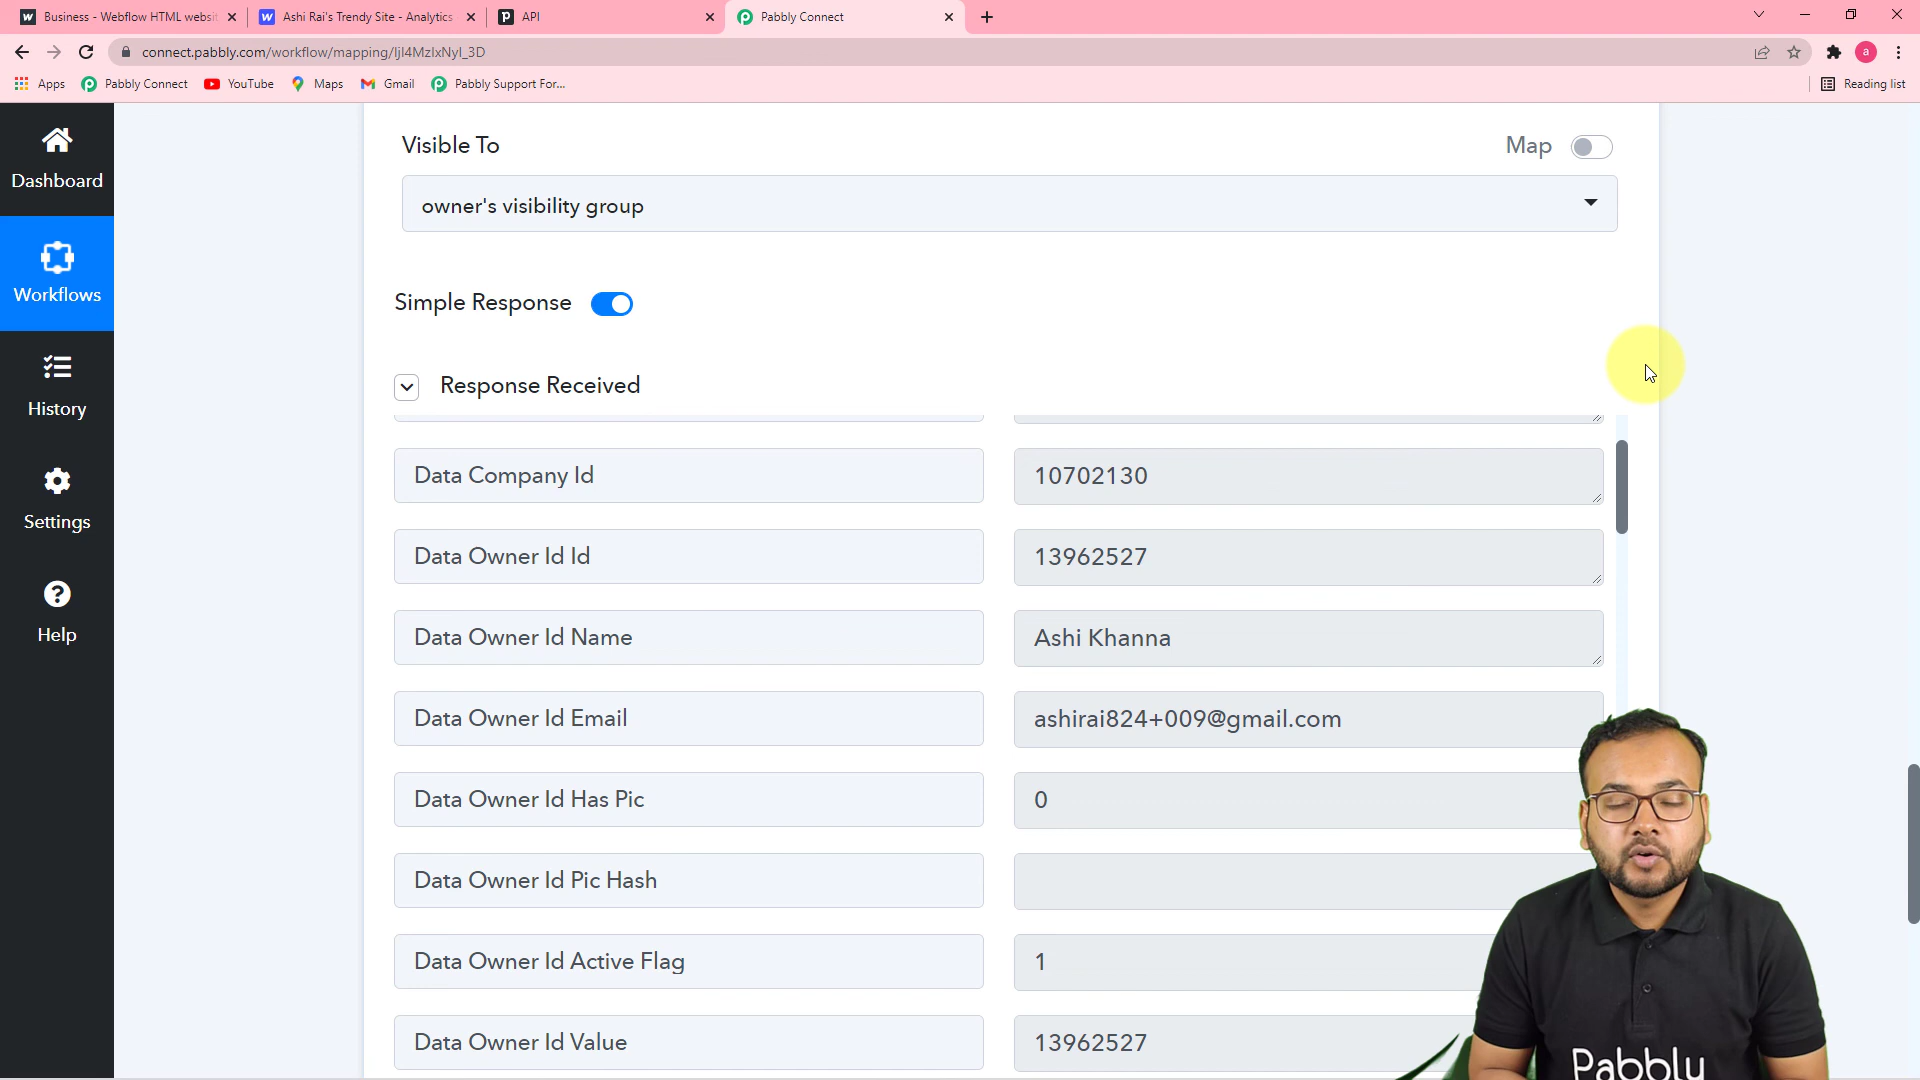 Business - Webflow HTML websit
Ashi Rai's Trendy Site - Analytics
API
Pabbly Connect
connect.pabbly.com/workflow/mapping/IjI4MzIxNyI_3D
a
Apps
Pabbly Connect
YouTube
Maps
Gmail
Pabbly Support For...
Reading list
Dashboard
Workflows
History
Settings
Help
Visible To
Map
owner's visibility group
Simple Response
Response Received
Data Company Id
10702130
Data Owner Id Id
13962527
Data Owner Id Name
Ashi Khanna
Data Owner Id Email
ashirai824+009@gmail.com
Data Owner Id Has Pic
0
Data Owner Id Pic Hash
Data Owner Id Active Flag
1
Data Owner Id Value
13962527
Pabbly